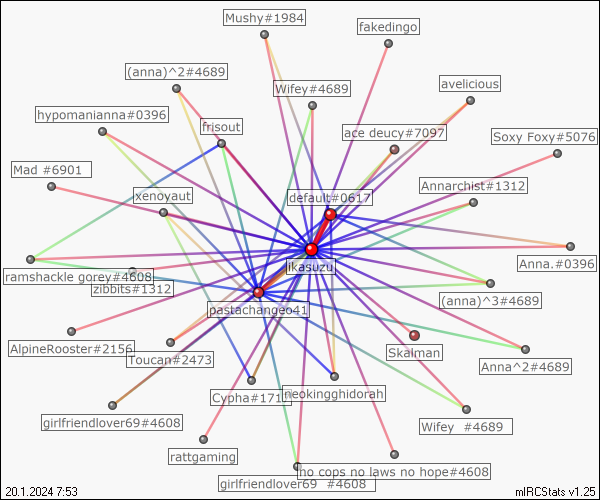 Mushy#1984
fakedingo
(anna)^2#4689
Wifey#4689
avelicious
hypomanianna#0396
frisout
ace deucy#7097
Soxy Foxy#5076
Mad #6901
xenoyaut
default#0617
Annarchist#1312
ikasuzu
Anna.#0396
ramshackle gorey#4608
zibbits#1312
(anna)^3#4689
pastachangeo41
AlpineRooster#2156
Toucan#2473
Skalman
Anna^2#4689
Cypha#171
neokingghidorah
girlfriendlover69#4608
Wifey #4689
rattgaming
no cops no laws no hope#4608
girlfriendlover69 #4608
20.1.2024 7:53
mIRCStats v1.25